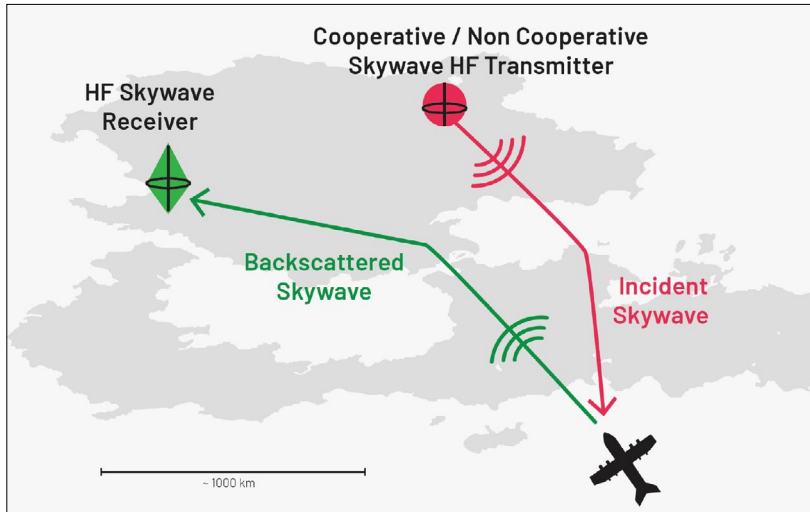 Cooperative / Non Cooperative
Skywave HF Transmitter
HF Skywave
Receiver
Backscattered
Skywave
Incident
Skywave
~ 1000 km